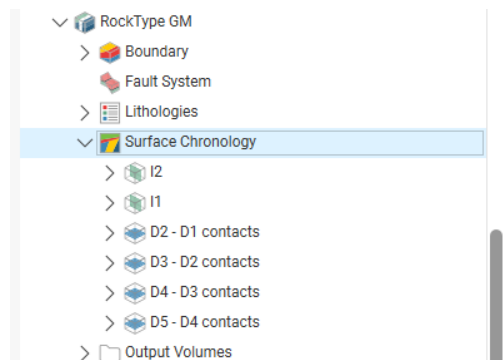 RockType GM
Boundary
Fault System
Lithologies
Surface Chronology
I2
I1
D2 - D1 contacts
D3 - D2 contacts
D4 - D3 contacts
D5 - D4 contacts
Output Volumes